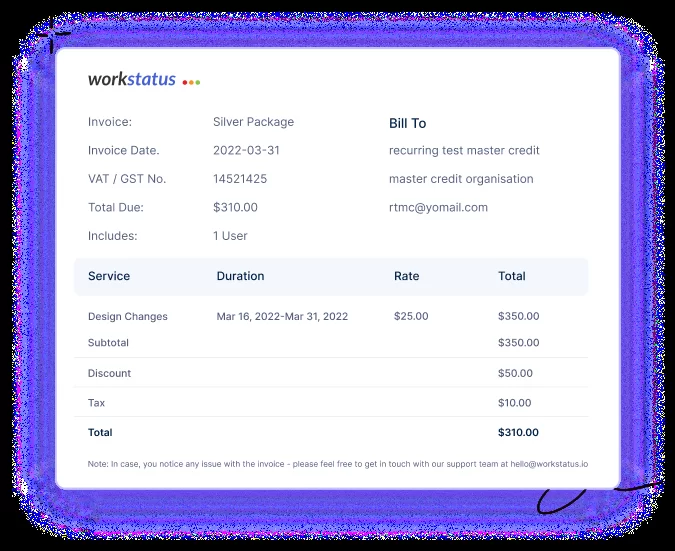 workstatus
Invoice: Silver Package Bill To
Invoice Date. 2022-03-31 recurring test master credit
VAT / GST No. 14521425 master credit organisation
Total Due: $310.00 rtmc@yomail.com
Includes: 1 User
Service Duration Rate Total
Design Changes Mar 16, 2022-Mar 31, 2022 $25.00 $350.00
Subtotal $350.00
Discount $50.00
Tax $10.00
Total $310.00
Note: In case, you notice any issue with the invoice - please feel free to get in touch with our support team at hello@workstatus.io